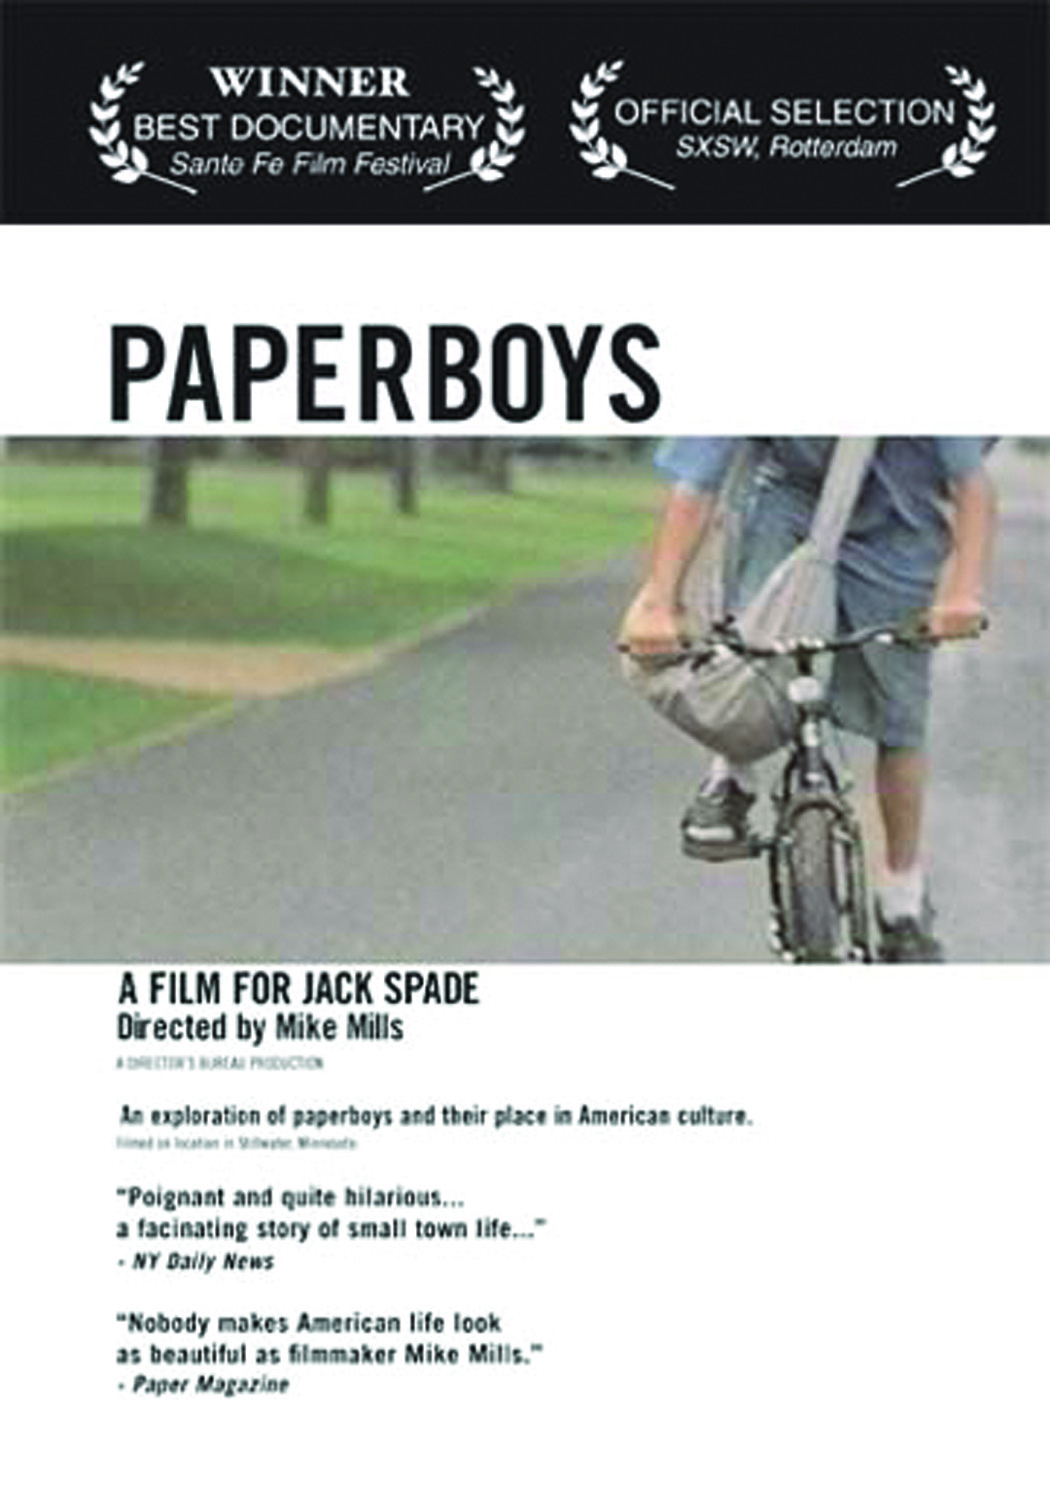 WINNER
BEST DOCUMENTARY
Sante Fe Film Festival
OFFICIAL SELECTION
SXSW, Rotterdam
PAPERBOYS
A FILM FOR JACK SPADE
Directed by Mike Mills
A DIRECTOR'S BUREAU PRODUCTION
An exploration of paperboys and their place in American culture.
Filmed on location in Stillwater, Minnesota
"Poignant and quite hilarious...
a facinating story of small town life..."
- NY Daily News
"Nobody makes American life look
as beautiful as filmmaker Mike Mills."
- Paper Magazine